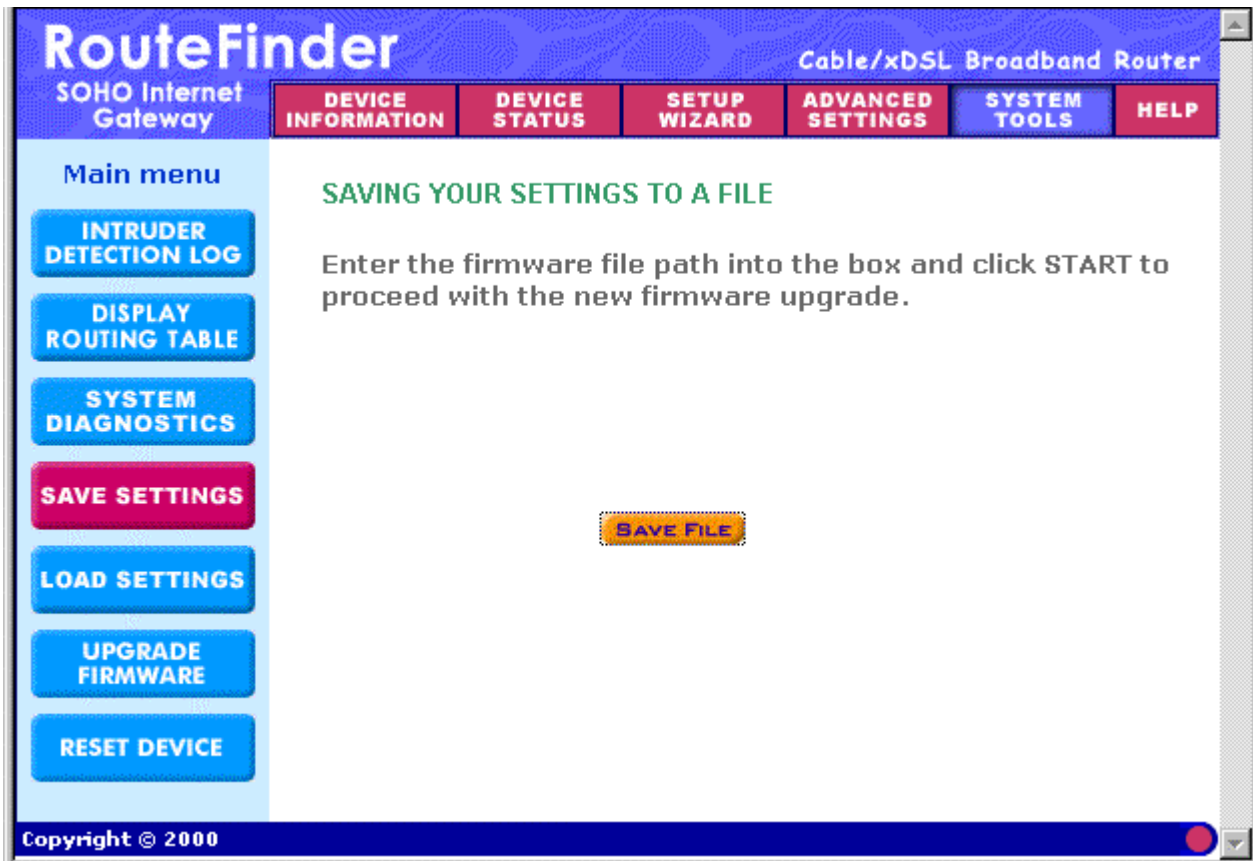 RouteFinder
Cable/xDSL Broadband Router
SOHO Internet
Gateway
DEVICE
INFORMATION
DEVICE
STATUS
SETUP
WIZARD
ADVANCED
SETTINGS
SYSTEM
TOOLS
HELP
Main menu
INTRUDER
DETECTION LOG
DISPLAY
ROUTING TABLE
SYSTEM
DIAGNOSTICS
SAVE SETTINGS
LOAD SETTINGS
UPGRADE
FIRMWARE
RESET DEVICE
SAVING YOUR SETTINGS TO A FILE
Enter the firmware file path into the box and click START to
proceed with the new firmware upgrade.
SAVE FILE
Copyright © 2000